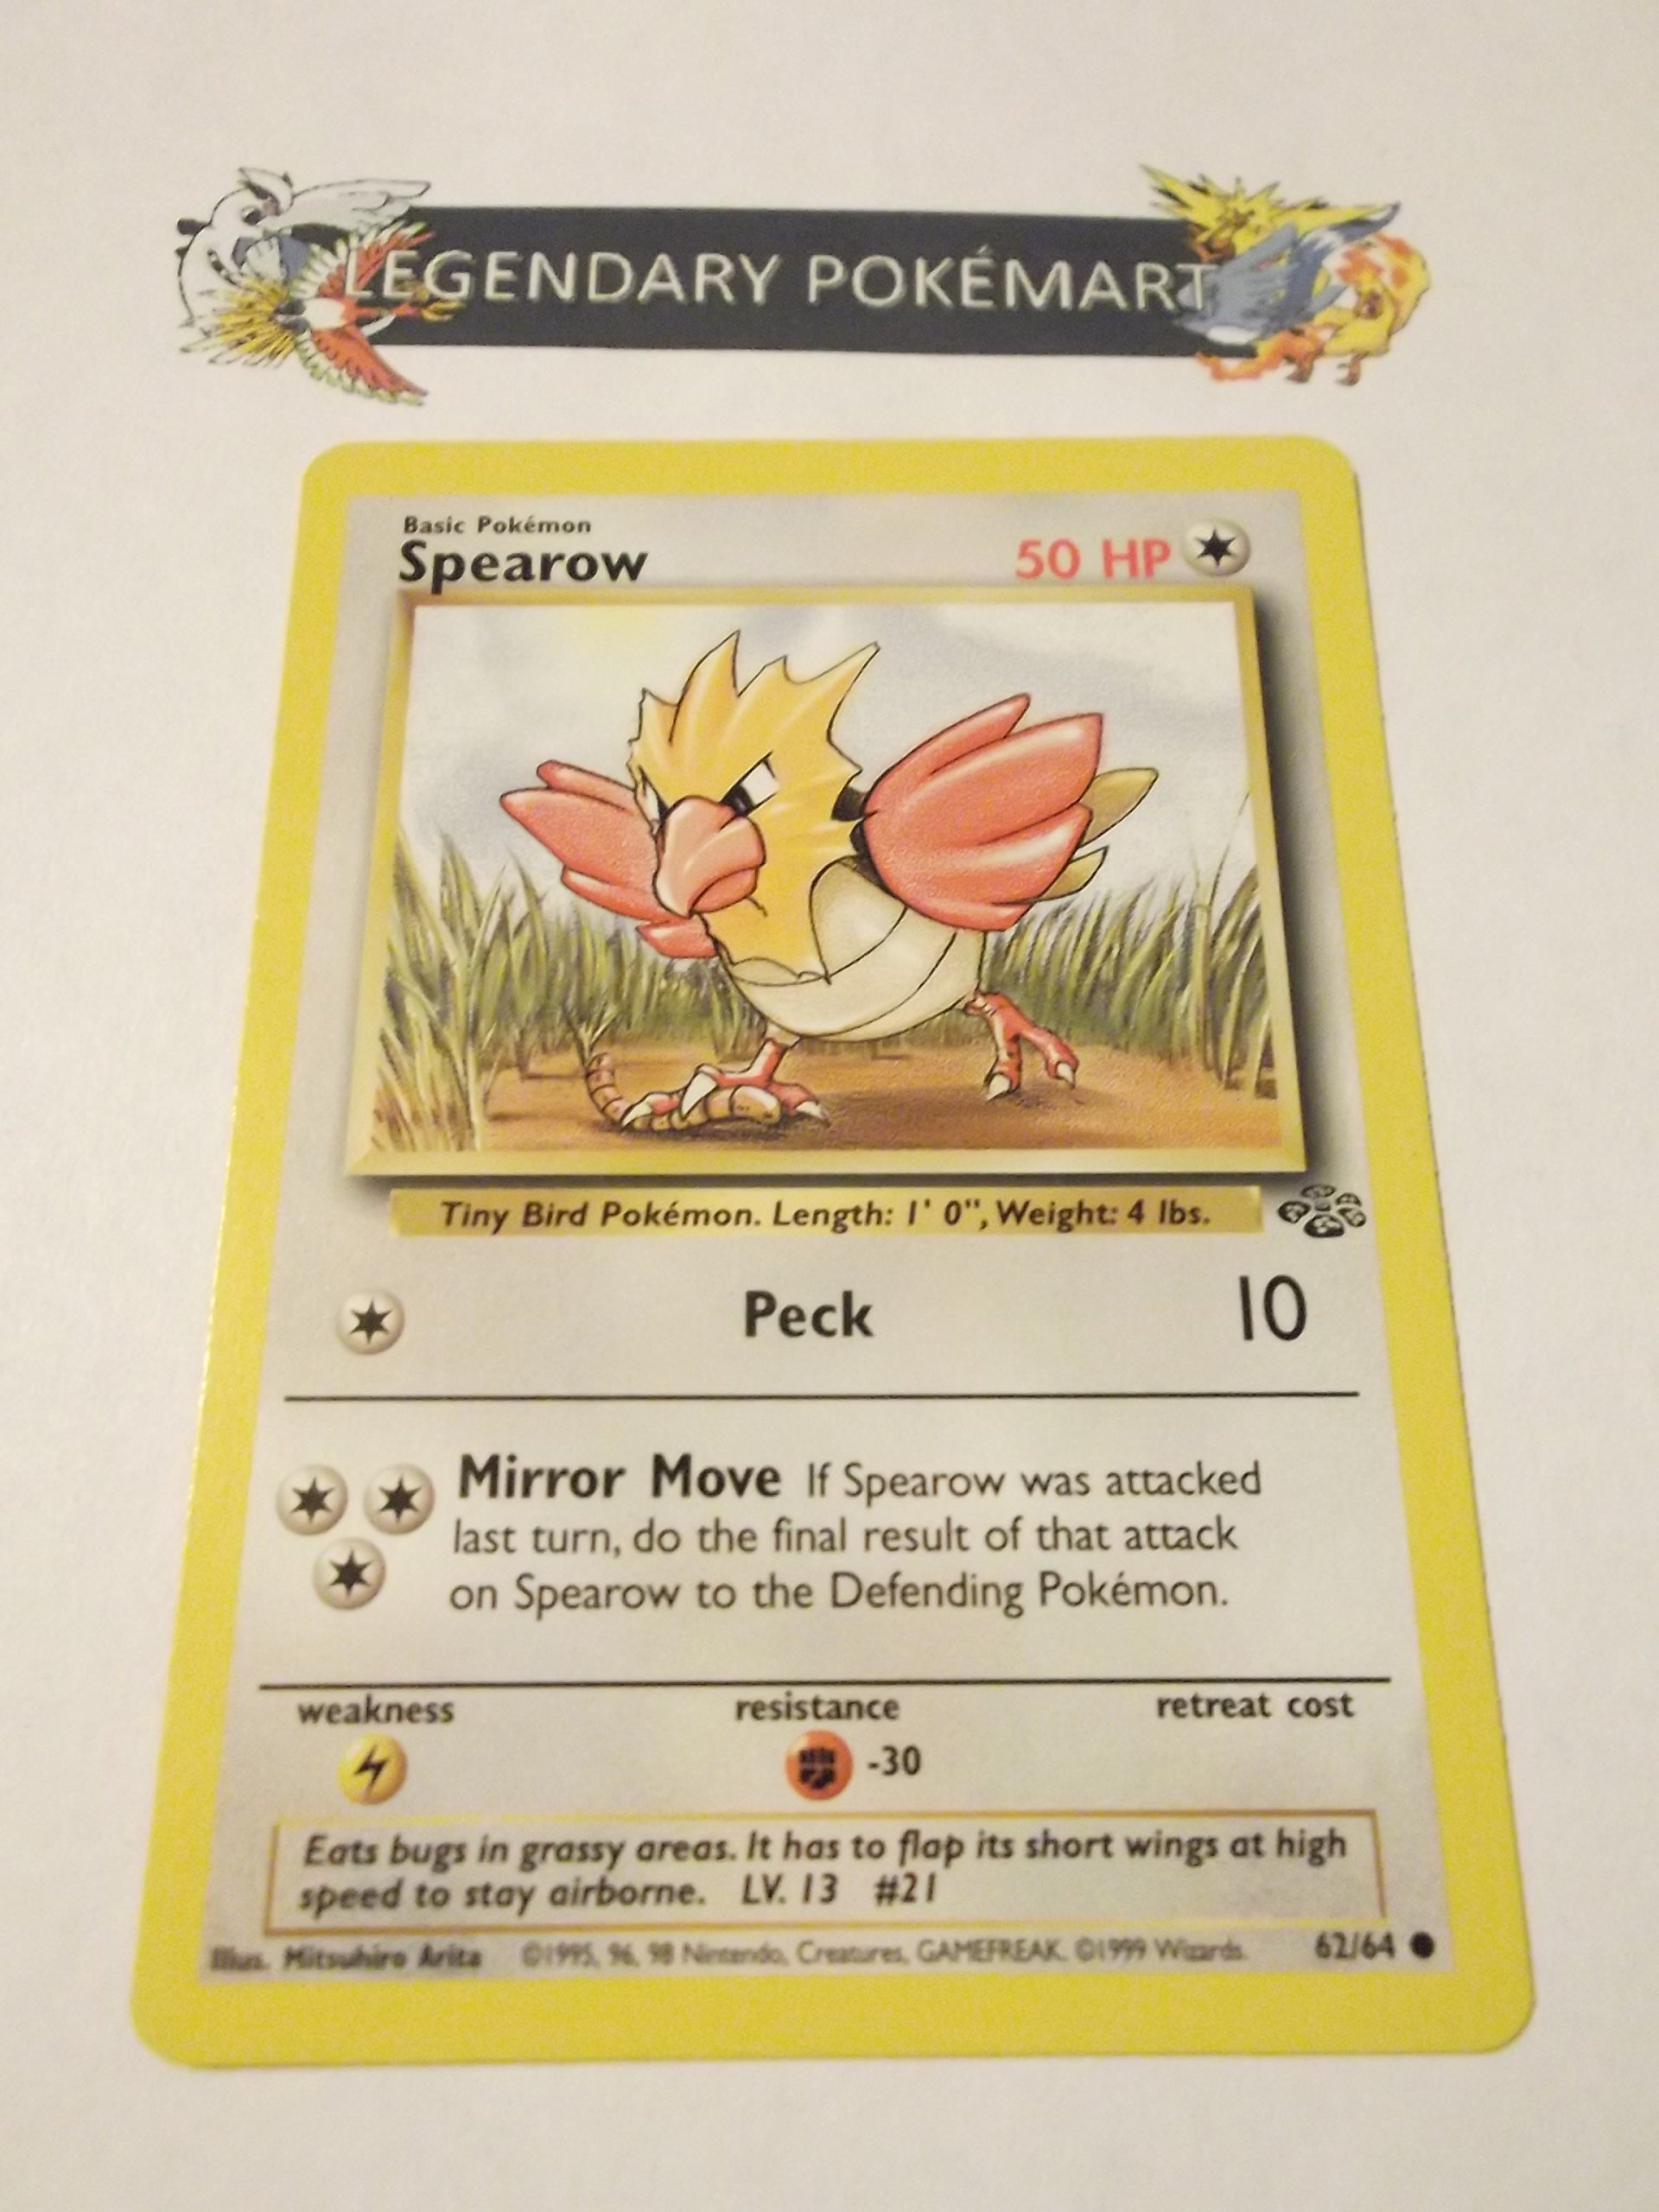 LEGENDARY POKÉMART
Basic Pokémon
Spearow
50 HP
Tiny Bird Pokémon. Length: 1' 0", Weight: 4 lbs.
Peck 10
Mirror Move If Spearow was attacked
last turn, do the final result of that attack
on Spearow to the Defending Pokémon.
weakness resistance retreat cost
-30
Eats bugs in grassy areas. It has to flap its short wings at high
speed to stay airborne. LV. 13 #21
Illus. Mitsuhiro Arita ©1995, 96, 98 Nintendo, Creatures, GAMEFREAK. ©1999 Wizards. 62/64